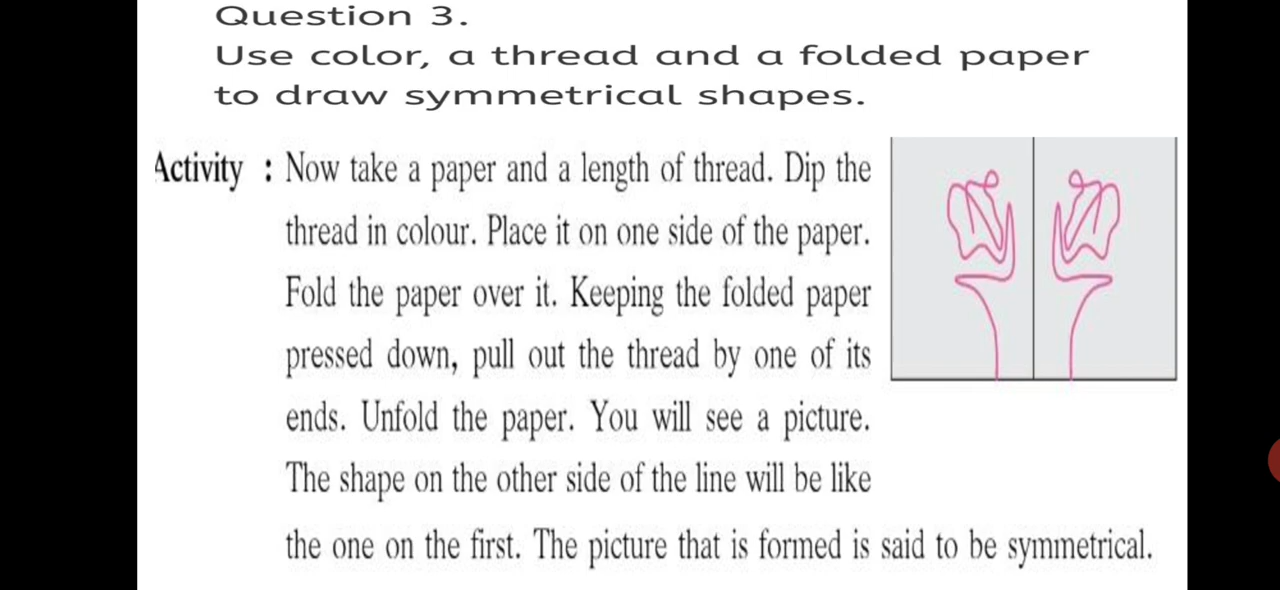 Question 3.
Use color, a thread and a folded paper
to draw symmetrical shapes.
Activity : Now take a paper and a length of thread. Dip the
thread in colour. Place it on one side of the paper.
Fold the paper over it. Keeping the folded paper
pressed down, pull out the thread by one of its
ends. Unfold the paper. You will see a picture.
The shape on the other side of the line will be like
the one on the first. The picture that is formed is said to be symmetrical.